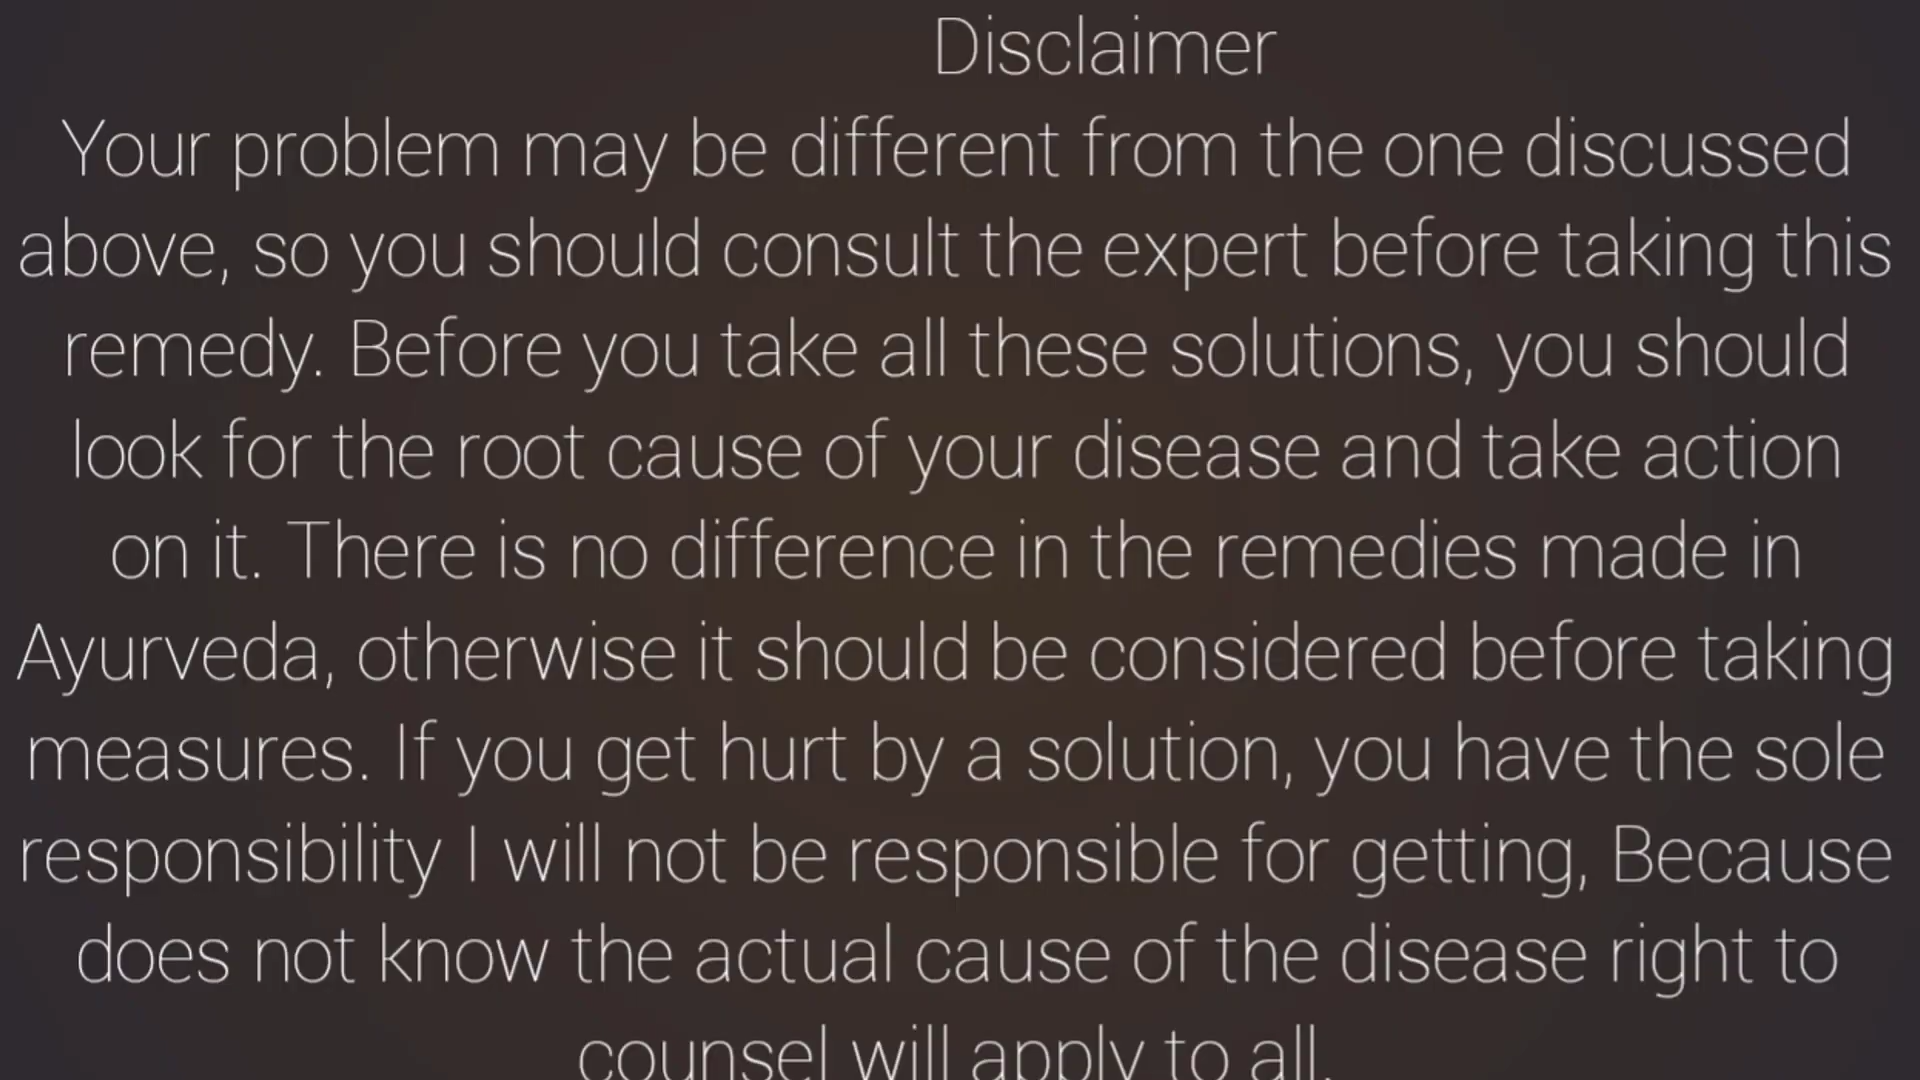 Disclaimer
Your problem may be different from the one discussed
above, so you should consult the expert before taking this
remedy. Before you take all these solutions, you should
look for the root cause of your disease and take action
on it. There is no difference in the remedies made in
Ayurveda, otherwise it should be considered before taking
measures. If you get hurt by a solution, you have the sole
responsibility I will not be responsible for getting, Because
does not know the actual cause of the disease right to
counsel will apply to all.